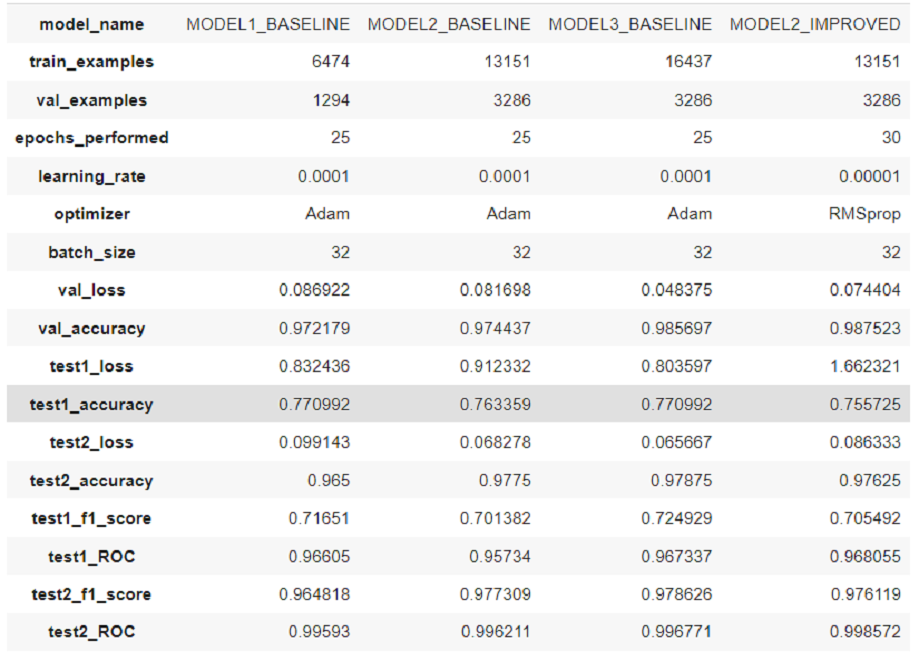 model_name MODEL1_BASELINE MODEL2_BASELINE MODEL3_BASELINE MODEL2_IMPROVED
train_examples 6474 13151 16437 13151
val_examples 1294 3286 3286 3286
epochs_performed 25 25 25 30
learning_rate 0.0001 0.0001 0.0001 0.00001
optimizer Adam Adam Adam RMSprop
batch_size 32 32 32 32
val_loss 0.086922 0.081698 0.048375 0.074404
val_accuracy 0.972179 0.974437 0.985697 0.987523
test1_loss 0.832436 0.912332 0.803597 1.662321
test1_accuracy 0.770992 0.763359 0.770992 0.755725
test2_loss 0.099143 0.068278 0.065667 0.086333
test2_accuracy 0.965 0.9775 0.97875 0.97625
test1_f1_score 0.71651 0.701382 0.724929 0.705492
test1_ROC 0.96605 0.95734 0.967337 0.968055
test2_f1_score 0.964818 0.977309 0.978626 0.976119
test2_ROC 0.99593 0.996211 0.996771 0.998572